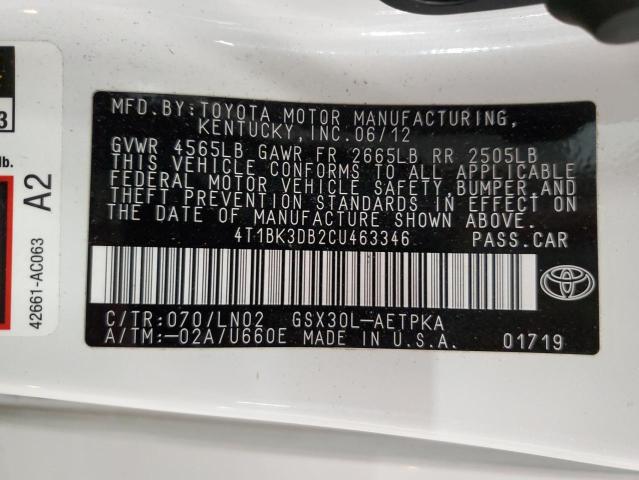 MFD.BY:TOYOTA MOTOR MANUFACTURING,
KENTUCKY, INC. 06/12
GVWR 4565LB GAWR FR 2665LB RR 2505LB
THIS VEHICLE CONFORMS TO ALL APPLICABLE
FEDERAL MOTOR VEHICLE SAFETY, BUMPER, AND
THEFT PREVENTION STANDARDS IN EFFECT ON
THE DATE OF MANUFACTURE SHOWN ABOVE.
4T1BK3DB2CU463346 PASS.CAR
C/TR:070/LN02 GSX30L-AETPKA
A/TM:-02A/U660E MADE IN U.S.A. 01719
TOYOTA
3
lb.
A2
42661-AC063